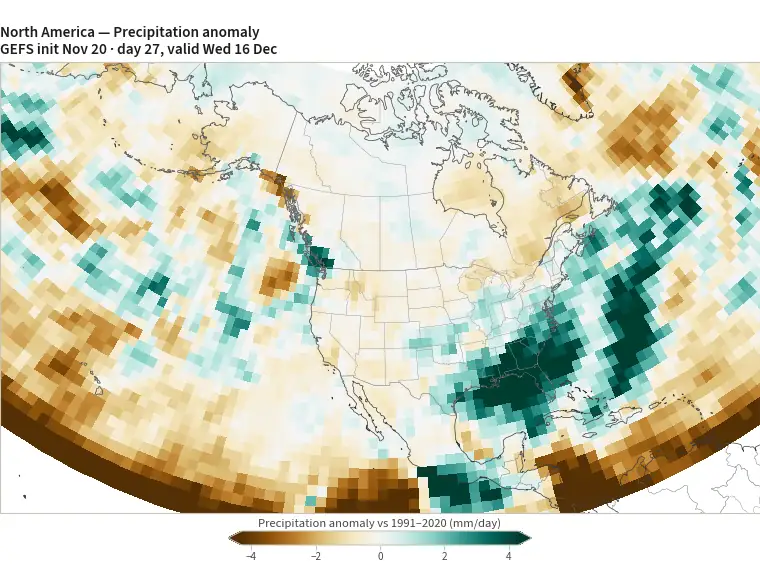 North America — Precipitation anomaly
GEFS init Nov 20 · day 27, valid Wed 16 Dec
Precipitation anomaly vs 1991–2020 (mm/day)
−4 −2 0 2 4